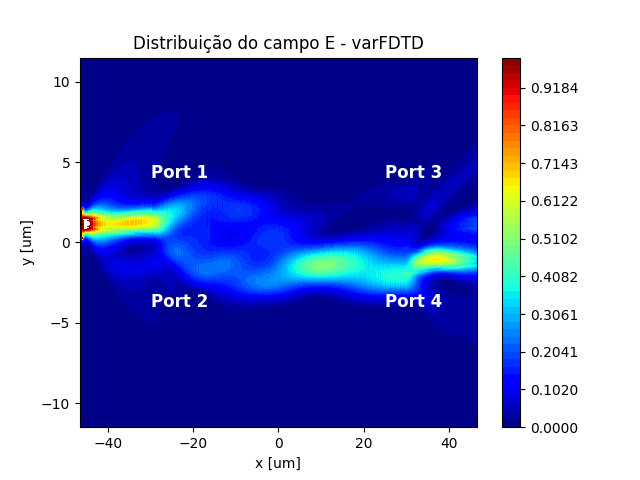 Distribuição do campo E - varFDTD
10
5
0
−5
−10
y [um]
Port 1
Port 3
Port 2
Port 4
−40
−20
0
20
40
x [um]
0.9184
0.8163
0.7143
0.6122
0.5102
0.4082
0.3061
0.2041
0.1020
0.0000